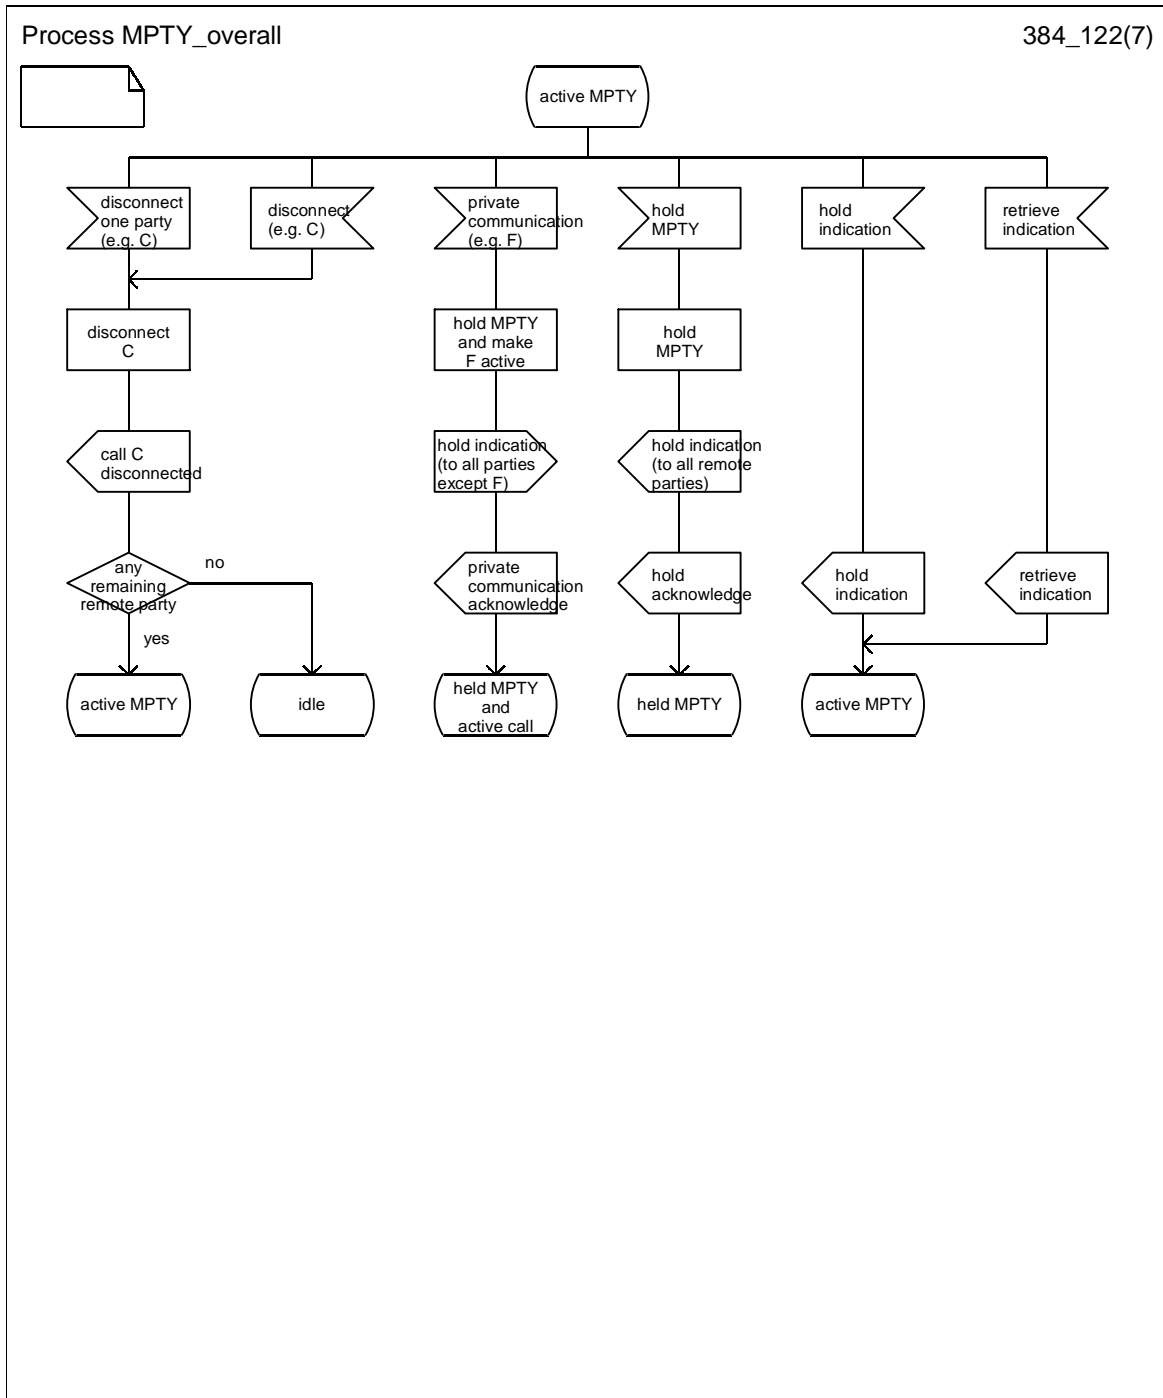 Process MPTY_overall
384_122(7)
active MPTY
disconnect
one party
(e.g. C)
disconnect
(e.g. C)
private
communication
(e.g. F)
hold
MPTY
hold
indication
retrieve
indication
disconnect
C
hold MPTY
and make
F active
hold
MPTY
call C
disconnected
hold indication
(to all parties
except F)
hold indication
(to all remote
parties)
any
remaining
remote party
no
yes
private
communication
acknowledge
hold
acknowledge
hold
indication
retrieve
indication
active MPTY
idle
held MPTY
and
active call
held MPTY
active MPTY